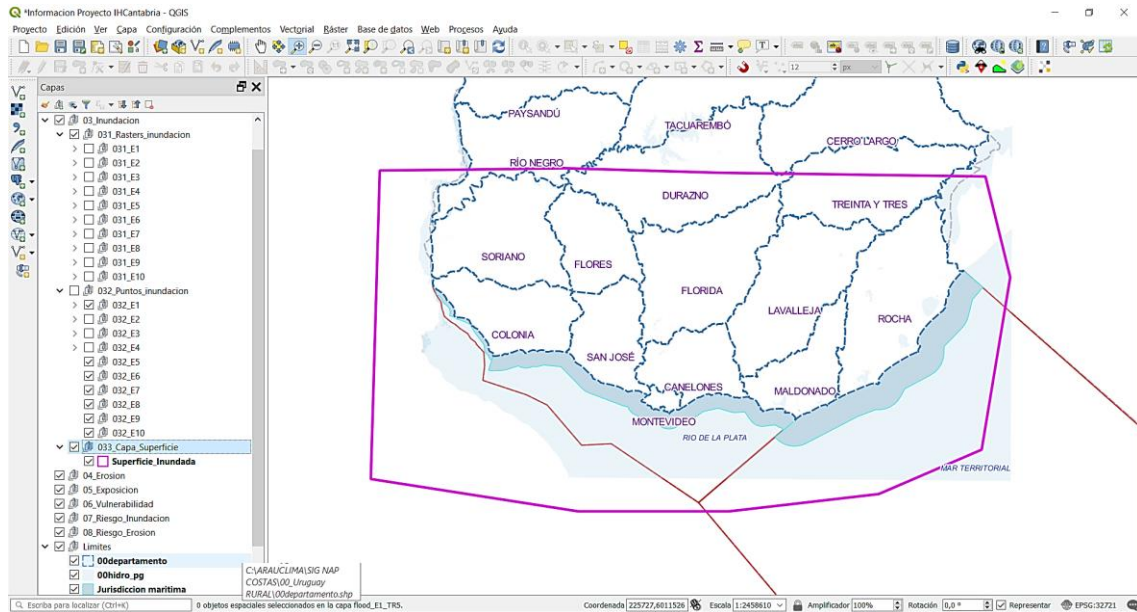 *Informacion Proyecto IHCantabria - QGIS
Proyecto Edición Ver Capa Configuración Complementos Vectorial Ráster Base de datos Web Procesos Ayuda
12 px
Capas
03_Inundacion
031_Rasters_inundacion
031_E1
031_E2
031_E3
031_E4
031_E5
031_E6
031_E7
031_E8
031_E9
031_E10
032_Puntos_inundacion
032_E1
032_E2
032_E3
032_E4
032_E5
032_E6
032_E7
032_E8
032_E9
032_E10
033_Capa_Superficie
Superficie_Inundada
04_Erosion
05_Exposicion
06_Vulnerabilidad
07_Riesgo_Inundacion
08_Riesgo_Erosion
Limites
00departamento
00hidro_pg
Jurisdiccion maritima
C:\ARAUCLIMA\SIG NAP
COSTAS\00_Uruguay
RURAL\00departamento.shp
PAYSANDÚ
TACUAREMBÓ
CERRO LARGO
RÍO NEGRO
DURAZNO
TREINTA Y TRES
SORIANO
FLORES
FLORIDA
LAVALLEJA
ROCHA
COLONIA
SAN JOSÉ
CANELONES
MALDONADO
MONTEVIDEO
RIO DE LA PLATA
MAR TERRITORIAL
Escriba para localizar (Ctrl+K) 0 objetos espaciales seleccionados en la capa flood_E1_TR5. Coordenada 225727,6011526 Escala 1:2458610 Amplificador 100% Rotación 0,0 ° Representar EPSG:32721